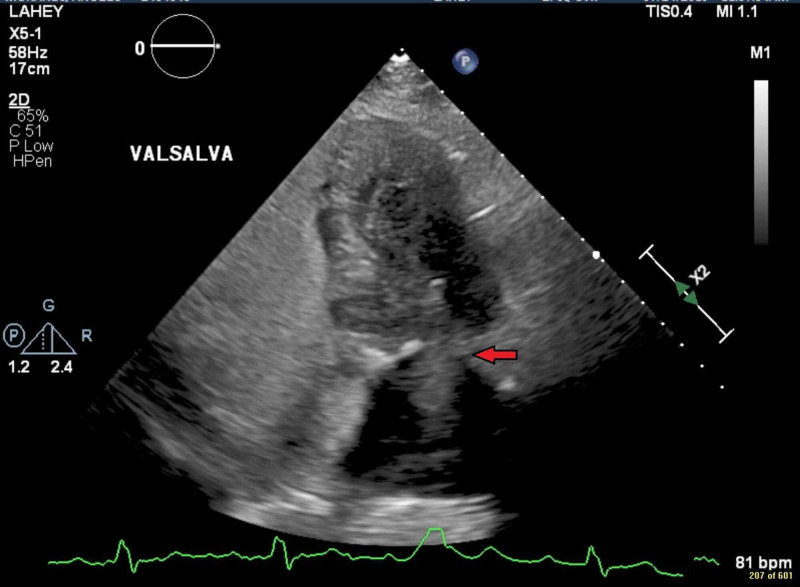 LAHEY
X5-1
58Hz
17cm
2D
65%
C 51
P Low
HPen
0
VALSALVA
P
TIS0.4 MI 1.1
M1
X2
G
P R
1.2 2.4
81 bpm
207 of 601